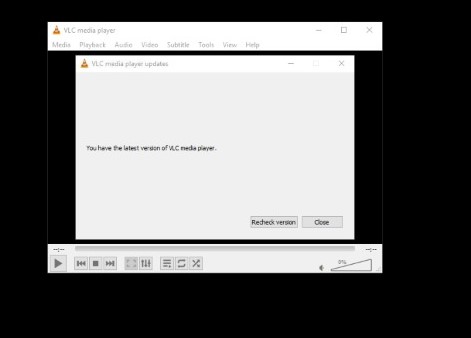 VLC media player
Media Playback Audio Video Subtitle Tools View Help
VLC media player updates
You have the latest version of VLC media player.
Recheck version Close
--:-- --:--
0%